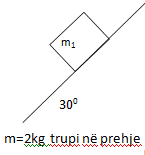 m₁
30⁰
m=2kg trupi në prehje